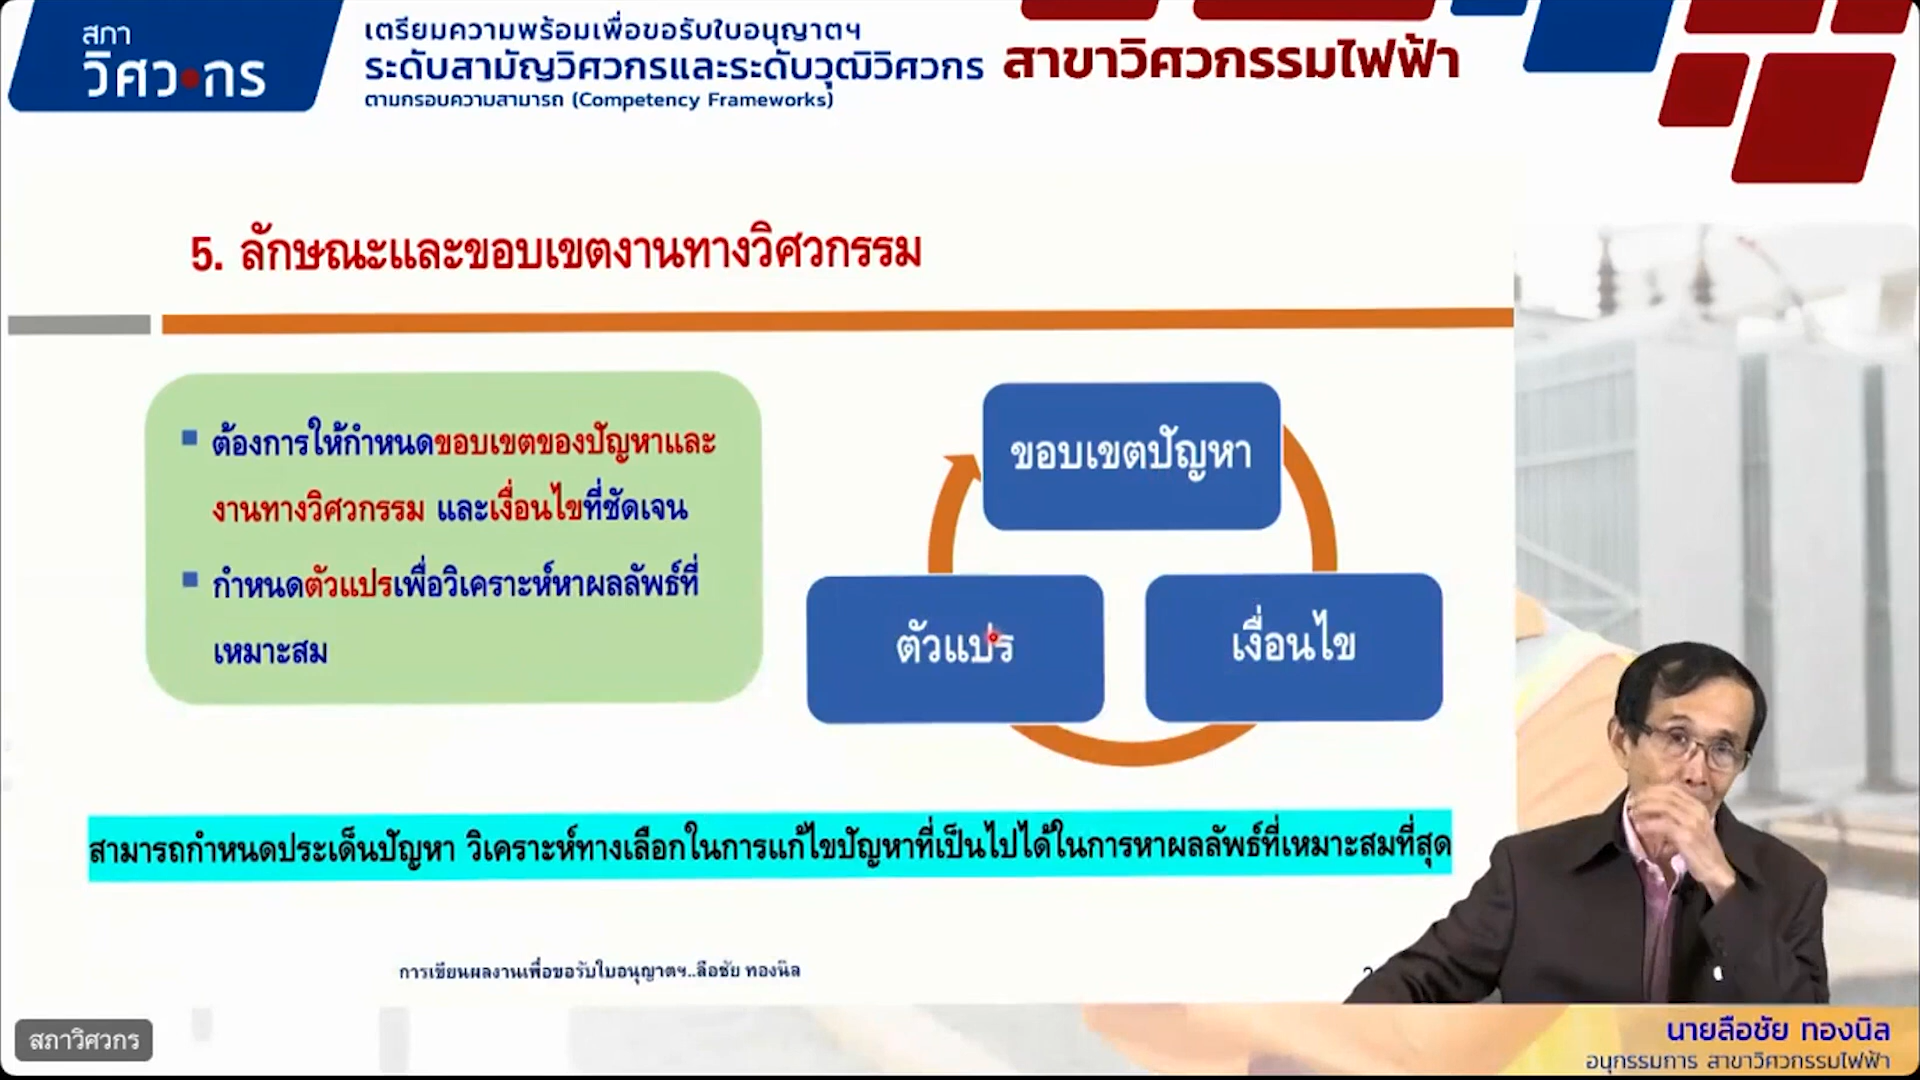 สภา
วิศวกร
เตรียมความพร้อมเพื่อขอรับใบอนุญาตฯ
ระดับสามัญวิศวกรและระดับวุฒิวิศวกร สาขาวิศวกรรมไฟฟ้า
ตามกรอบความสามารถ (Competency Frameworks)
5. ลักษณะและขอบเขตงานทางวิศวกรรม
ต้องการให้กำหนดขอบเขตของปัญหาและ
งานทางวิศวกรรม และเงื่อนไขที่ชัดเจน
กำหนดตัวแปรเพื่อวิเคราะห์หาผลลัพธ์ที่
เหมาะสม
ขอบเขตปัญหา
ตัวแปร
เงื่อนไข
สามารถกำหนดประเด็นปัญหา วิเคราะห์ทางเลือกในการแก้ไขปัญหาที่เป็นไปได้ในการหาผลลัพธ์ที่เหมาะสมที่สุด
การเขียนผลงานเพื่อขอรับใบอนุญาตฯ..ลือชัย ทองนิล
สภาวิศวกร
นายลือชัย ทองนิล
อนุกรรมการ สาขาวิศวกรรมไฟฟ้า